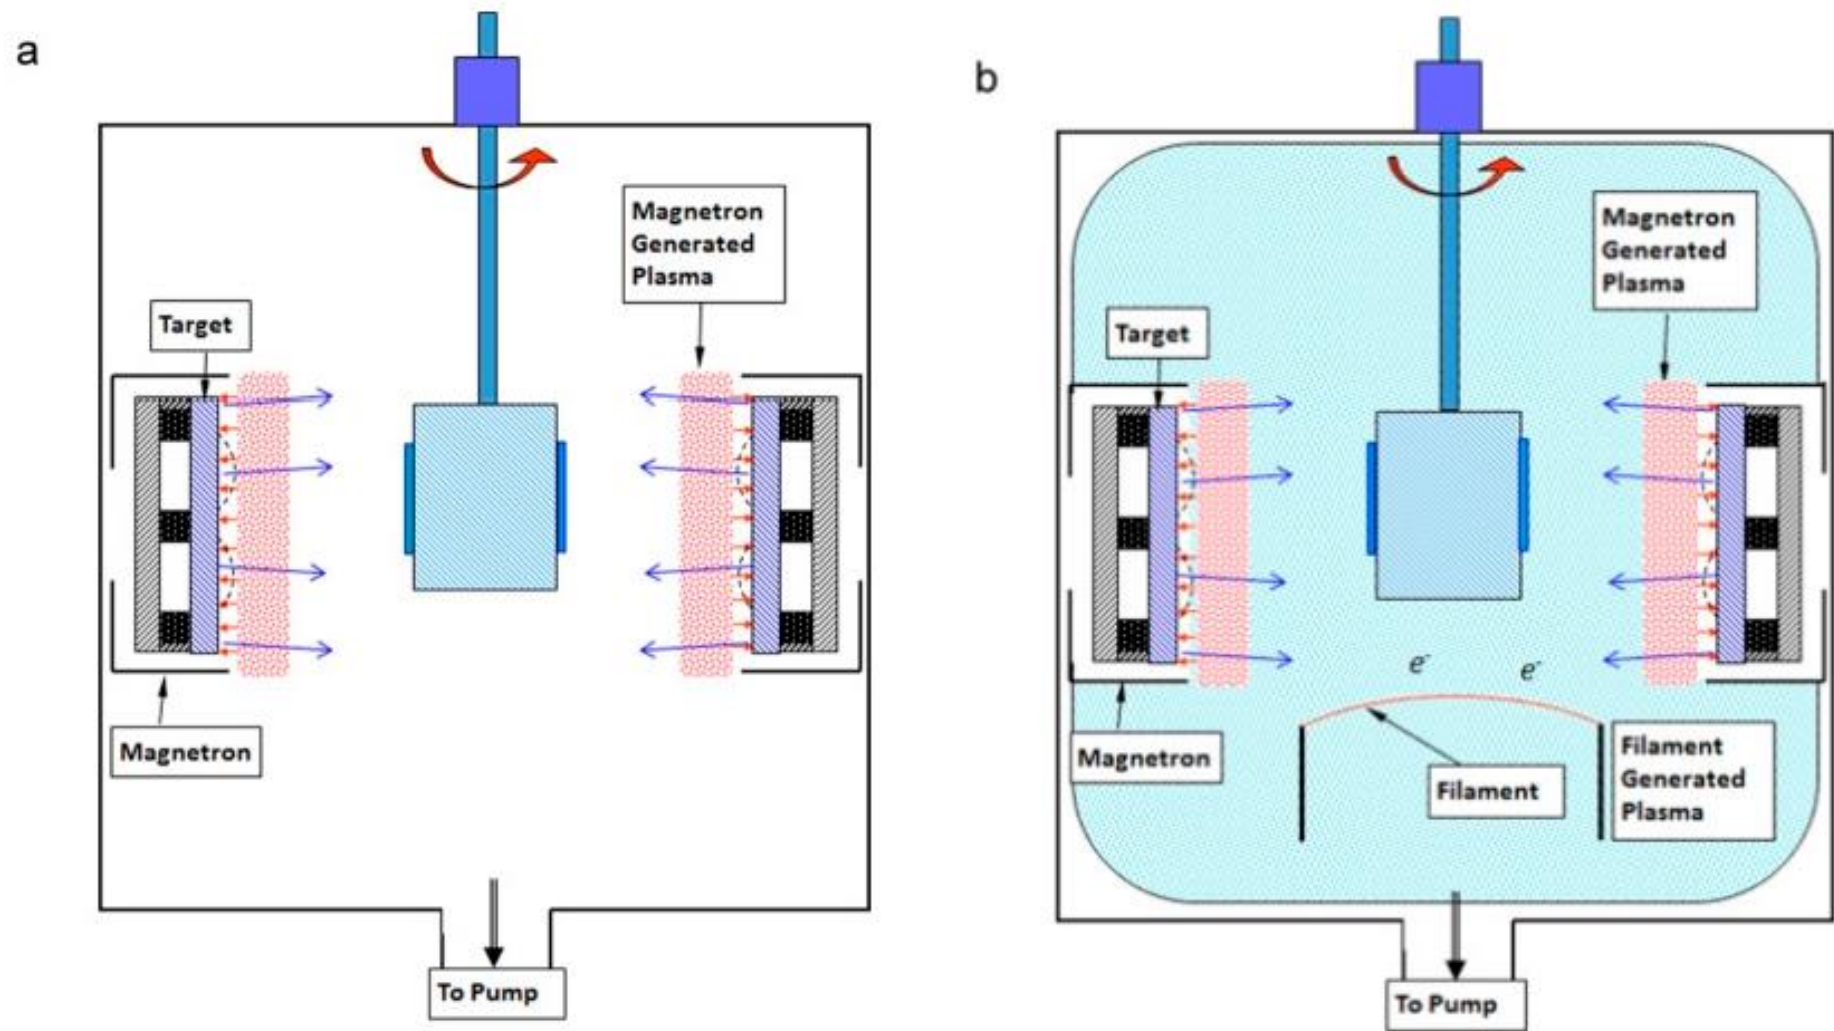 a
Magnetron
Generated
Plasma
Target
Magnetron
To Pump
b
Magnetron
Generated
Plasma
Target
e-
e-
Magnetron
Filament
Filament
Generated
Plasma
To Pump